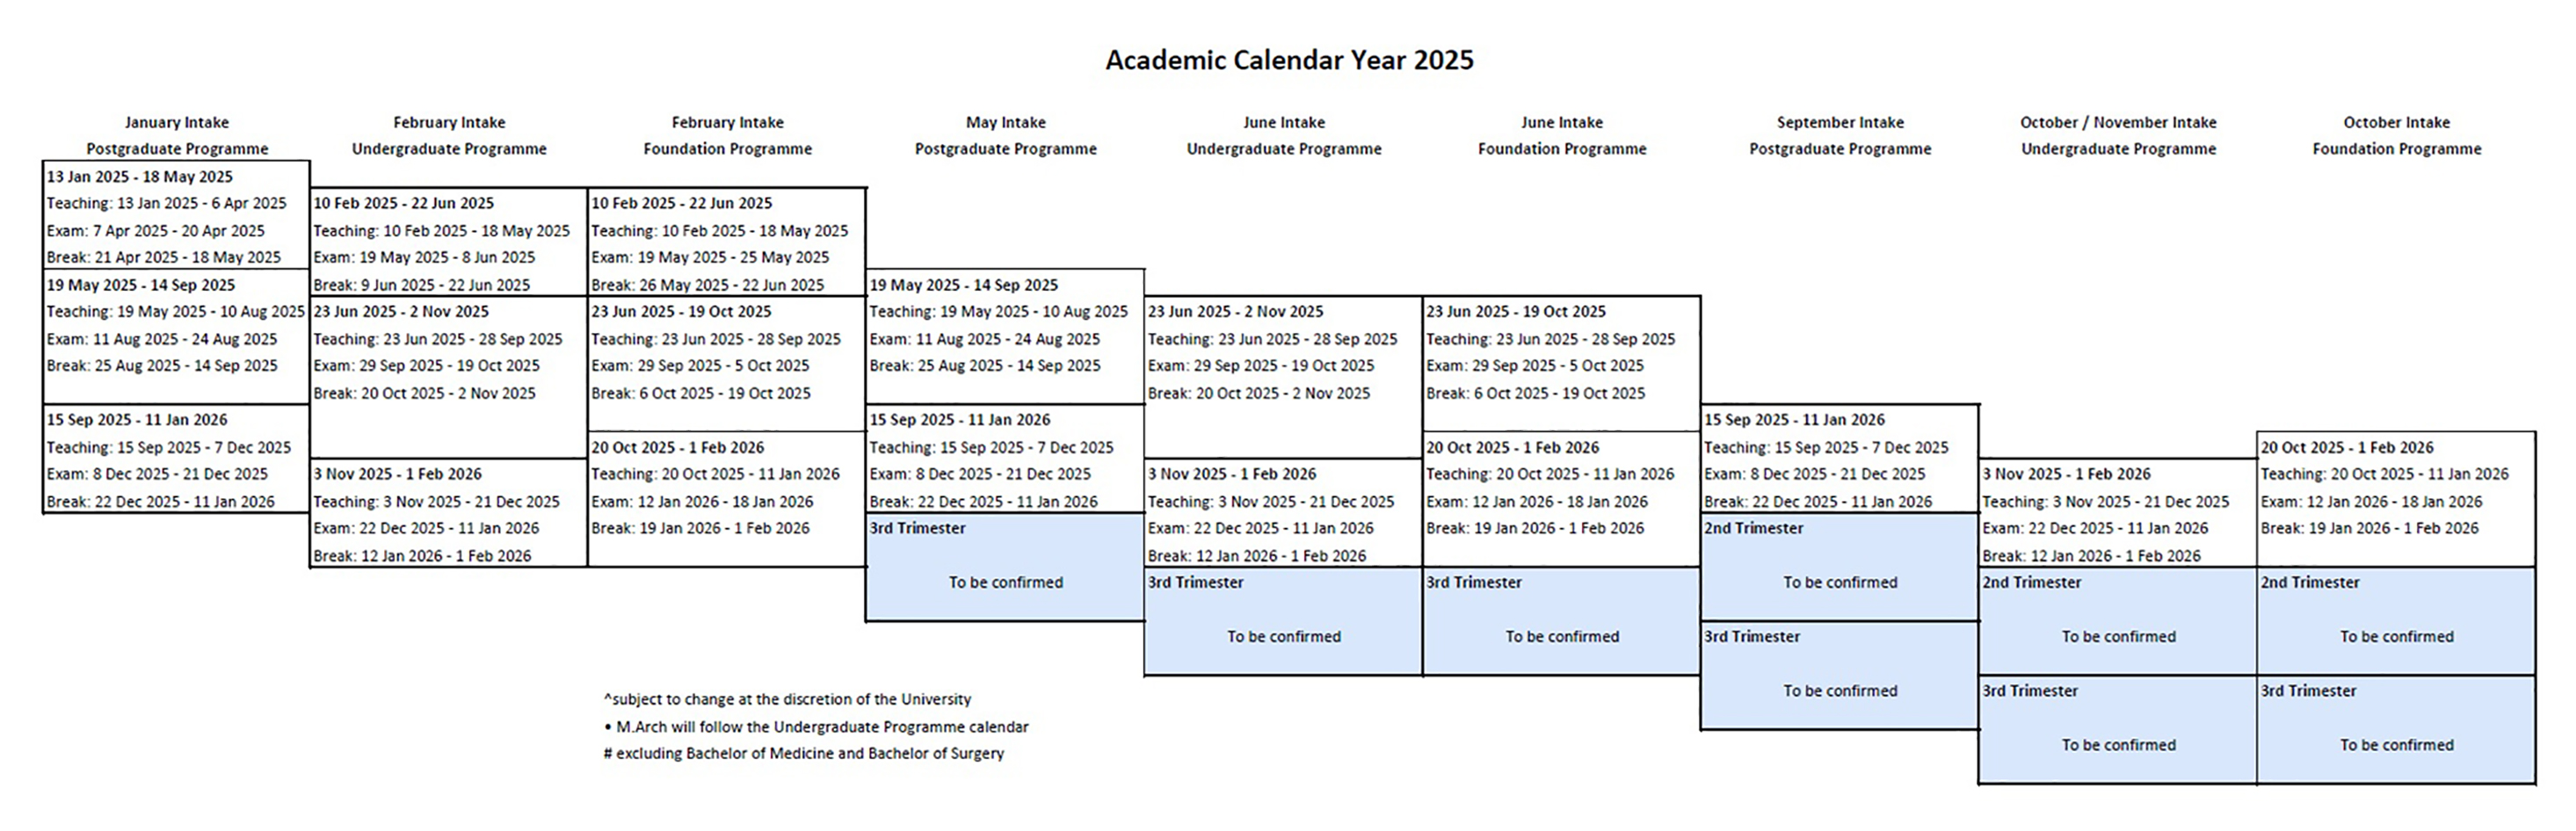 Academic Calendar Year 2025
January Intake
Postgraduate Programme
13 Jan 2025 - 18 May 2025
Teaching: 13 Jan 2025 - 6 Apr 2025
Exam: 7 Apr 2025 - 20 Apr 2025
Break: 21 Apr 2025 - 18 May 2025
19 May 2025 - 14 Sep 2025
Teaching: 19 May 2025 - 10 Aug 2025
Exam: 11 Aug 2025 - 24 Aug 2025
Break: 25 Aug 2025 - 14 Sep 2025
15 Sep 2025 - 11 Jan 2026
Teaching: 15 Sep 2025 - 7 Dec 2025
Exam: 8 Dec 2025 - 21 Dec 2025
Break: 22 Dec 2025 - 11 Jan 2026
February Intake
Undergraduate Programme
10 Feb 2025 - 22 Jun 2025
Teaching: 10 Feb 2025 - 18 May 2025
Exam: 19 May 2025 - 8 Jun 2025
Break: 9 Jun 2025 - 22 Jun 2025
23 Jun 2025 - 2 Nov 2025
Teaching: 23 Jun 2025 - 28 Sep 2025
Exam: 29 Sep 2025 - 19 Oct 2025
Break: 20 Oct 2025 - 2 Nov 2025
3 Nov 2025 - 1 Feb 2026
Teaching: 3 Nov 2025 - 21 Dec 2025
Exam: 22 Dec 2025 - 11 Jan 2026
Break: 12 Jan 2026 - 1 Feb 2026
February Intake
Foundation Programme
10 Feb 2025 - 22 Jun 2025
Teaching: 10 Feb 2025 - 18 May 2025
Exam: 19 May 2025 - 25 May 2025
Break: 26 May 2025 - 22 Jun 2025
23 Jun 2025 - 19 Oct 2025
Teaching: 23 Jun 2025 - 28 Sep 2025
Exam: 29 Sep 2025 - 5 Oct 2025
Break: 6 Oct 2025 - 19 Oct 2025
20 Oct 2025 - 1 Feb 2026
Teaching: 20 Oct 2025 - 11 Jan 2026
Exam: 12 Jan 2026 - 18 Jan 2026
Break: 19 Jan 2026 - 1 Feb 2026
May Intake
Postgraduate Programme
19 May 2025 - 14 Sep 2025
Teaching: 19 May 2025 - 10 Aug 2025
Exam: 11 Aug 2025 - 24 Aug 2025
Break: 25 Aug 2025 - 14 Sep 2025
15 Sep 2025 - 11 Jan 2026
Teaching: 15 Sep 2025 - 7 Dec 2025
Exam: 8 Dec 2025 - 21 Dec 2025
Break: 22 Dec 2025 - 11 Jan 2026
3rd Trimester
To be confirmed
June Intake
Undergraduate Programme
23 Jun 2025 - 2 Nov 2025
Teaching: 23 Jun 2025 - 28 Sep 2025
Exam: 29 Sep 2025 - 19 Oct 2025
Break: 20 Oct 2025 - 2 Nov 2025
3 Nov 2025 - 1 Feb 2026
Teaching: 3 Nov 2025 - 21 Dec 2025
Exam: 22 Dec 2025 - 11 Jan 2026
Break: 12 Jan 2026 - 1 Feb 2026
3rd Trimester
To be confirmed
June Intake
Foundation Programme
23 Jun 2025 - 19 Oct 2025
Teaching: 23 Jun 2025 - 28 Sep 2025
Exam: 29 Sep 2025 - 5 Oct 2025
Break: 6 Oct 2025 - 19 Oct 2025
20 Oct 2025 - 1 Feb 2026
Teaching: 20 Oct 2025 - 11 Jan 2026
Exam: 12 Jan 2026 - 18 Jan 2026
Break: 19 Jan 2026 - 1 Feb 2026
3rd Trimester
To be confirmed
September Intake
Postgraduate Programme
15 Sep 2025 - 11 Jan 2026
Teaching: 15 Sep 2025 - 7 Dec 2025
Exam: 8 Dec 2025 - 21 Dec 2025
Break: 22 Dec 2025 - 11 Jan 2026
2nd Trimester
To be confirmed
3rd Trimester
To be confirmed
October / November Intake
Undergraduate Programme
3 Nov 2025 - 1 Feb 2026
Teaching: 3 Nov 2025 - 21 Dec 2025
Exam: 22 Dec 2025 - 11 Jan 2026
Break: 12 Jan 2026 - 1 Feb 2026
2nd Trimester
To be confirmed
3rd Trimester
To be confirmed
October Intake
Foundation Programme
20 Oct 2025 - 1 Feb 2026
Teaching: 20 Oct 2025 - 11 Jan 2026
Exam: 12 Jan 2026 - 18 Jan 2026
Break: 19 Jan 2026 - 1 Feb 2026
2nd Trimester
To be confirmed
3rd Trimester
To be confirmed
^subject to change at the discretion of the University
• M.Arch will follow the Undergraduate Programme calendar
# excluding Bachelor of Medicine and Bachelor of Surgery